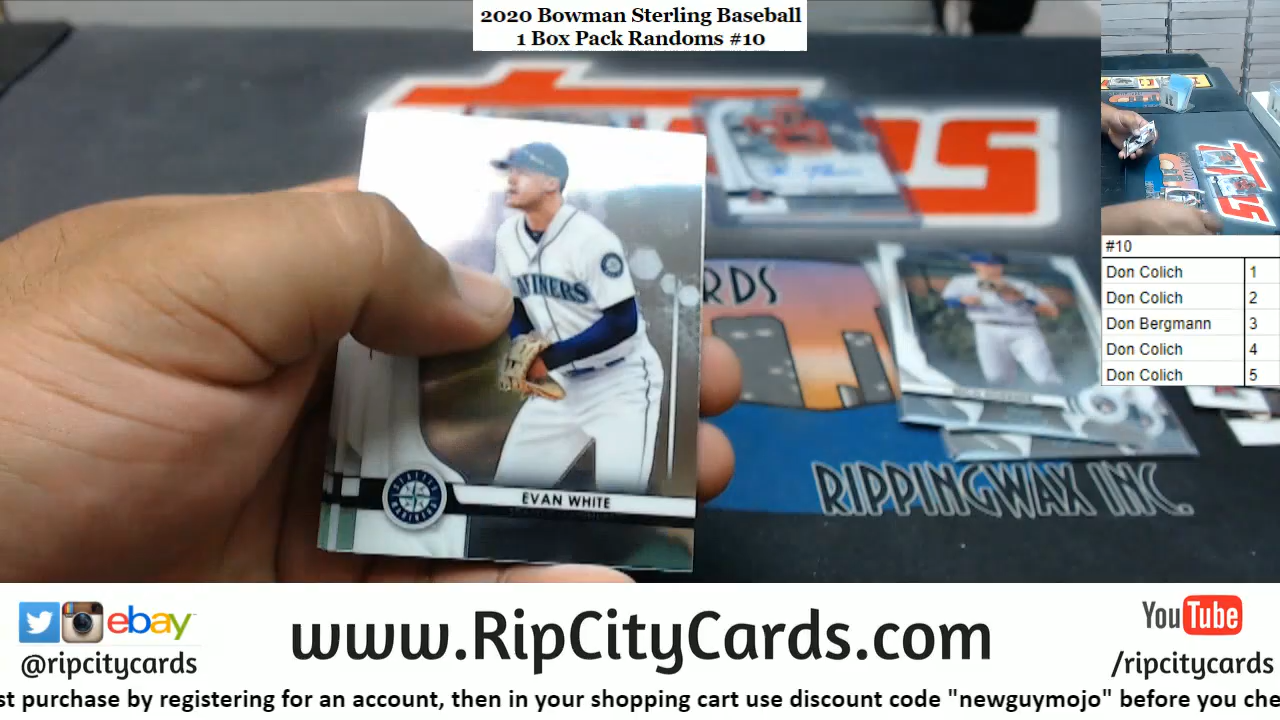 2020 Bowman Sterling Baseball
1 Box Pack Randoms #10
#10
Don Colich 1
Don Colich 2
Don Bergmann 3
Don Colich 4
Don Colich 5
RDS
RIPPINGWAX INC.
EVAN WHITE
ebay
@ripcitycards
www.RipCityCards.com
YouTube
/ripcitycards
st purchase by registering for an account, then in your shopping cart use discount code "newguymojo" before you che